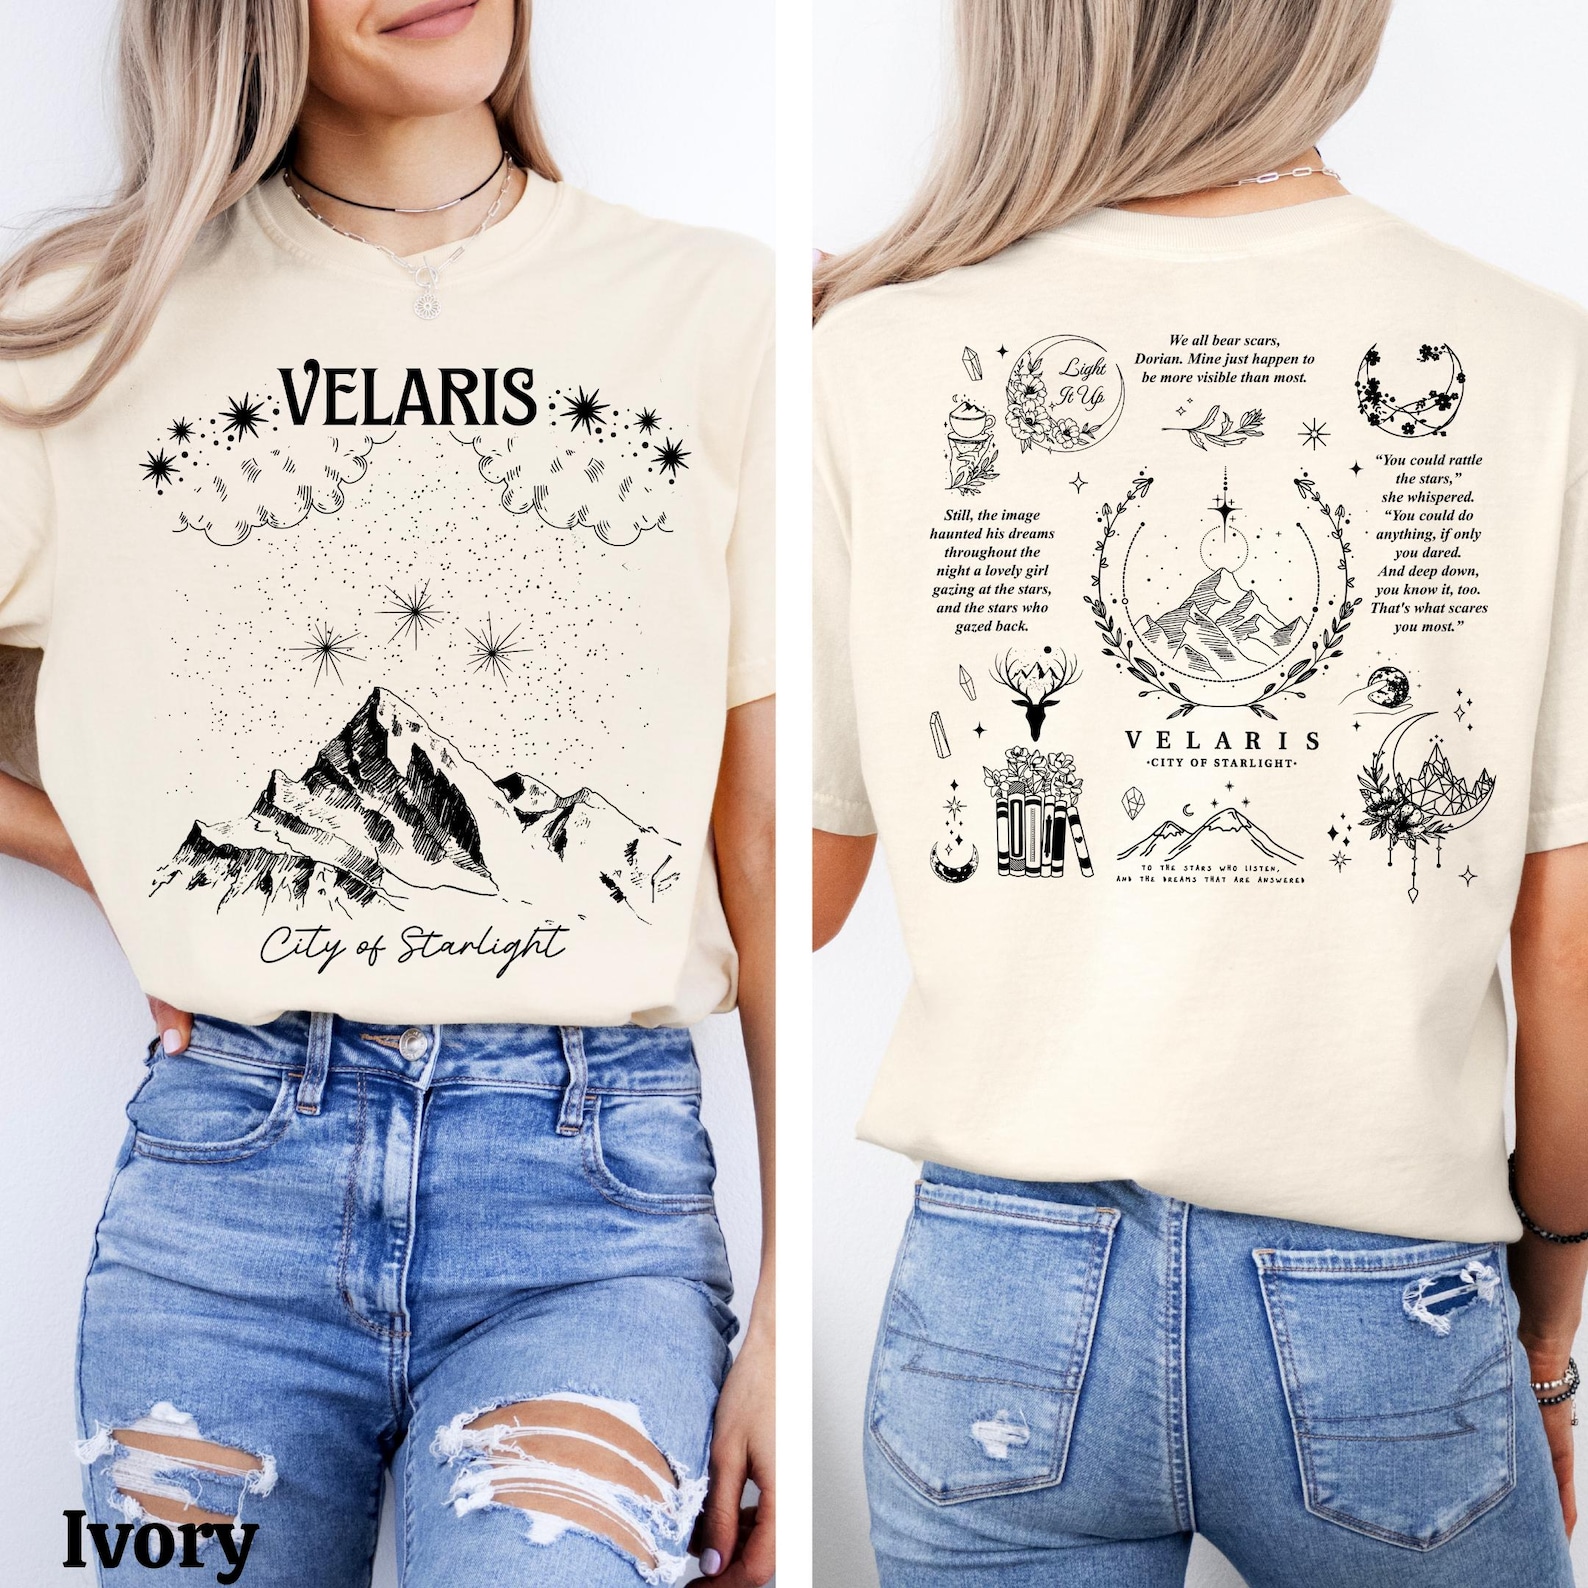 VELARIS
City of Starlight
Ivory
Light
It Up
We all bear scars,
Dorian. Mine just happen to
be more visible than most.
Still, the image
haunted his dreams
throughout the
night a lovely girl
gazing at the stars,
and the stars who
gazed back.
“You could rattle
the stars,”
she whispered.
“You could do
anything, if only
you dared.
And deep down,
you know it, too.
That's what scares
you most.”
VELARIS
·CITY OF STARLIGHT·
TO THE STARS WHO LISTEN,
AND THE DREAMS THAT ARE ANSWERED